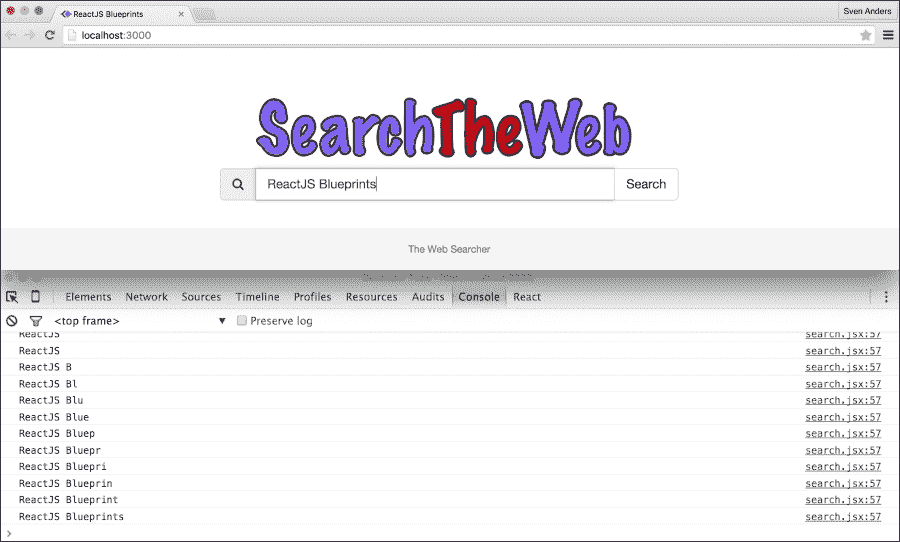 ReactJS Blueprints
Sven Anders
localhost:3000
SearchTheWeb
ReactJS Blueprints
Search
The Web Searcher
Elements Network Sources Timeline Profiles Resources Audits Console React
<top frame> Preserve log
ReactJS search.jsx:57
ReactJS search.jsx:57
ReactJS B search.jsx:57
ReactJS Bl search.jsx:57
ReactJS Blu search.jsx:57
ReactJS Blue search.jsx:57
ReactJS Bluep search.jsx:57
ReactJS Bluepr search.jsx:57
ReactJS Bluepri search.jsx:57
ReactJS Blueprin search.jsx:57
ReactJS Blueprint search.jsx:57
ReactJS Blueprints search.jsx:57